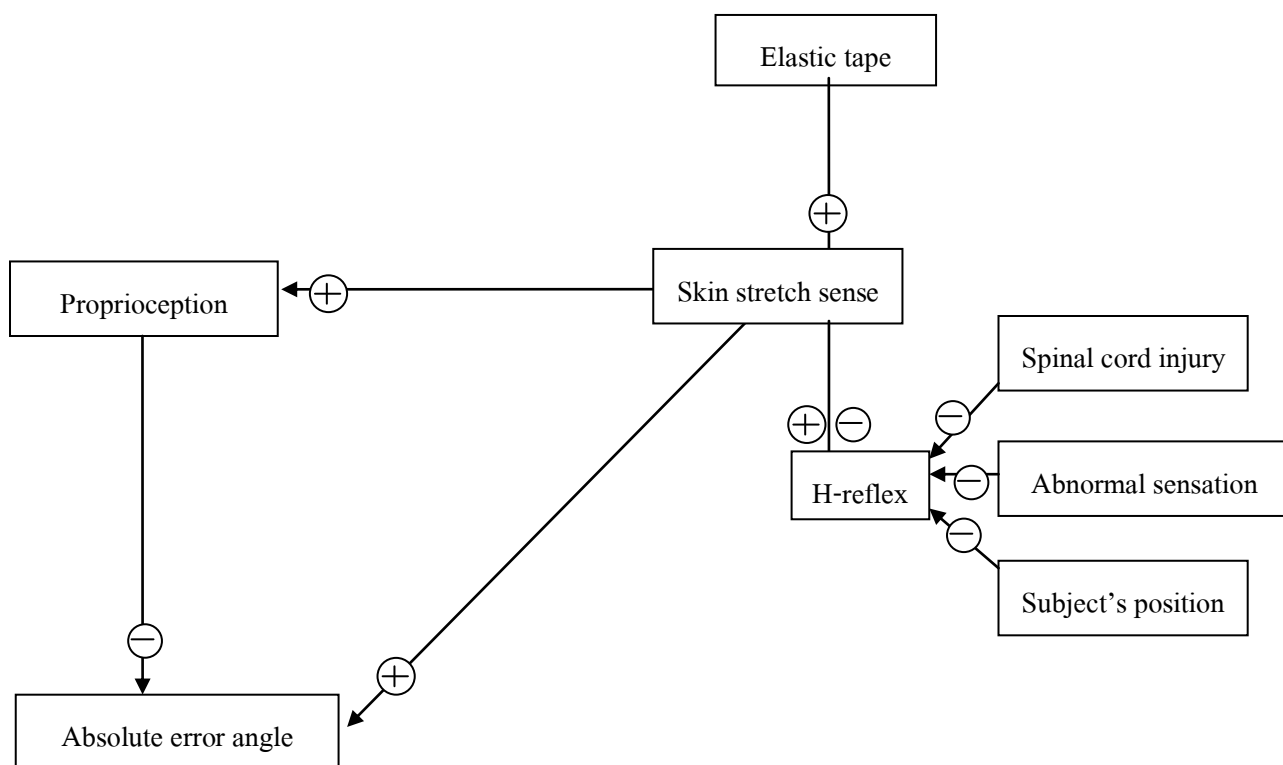 Elastic tape
Proprioception
Skin stretch sense
Spinal cord injury
H-reflex
Abnormal sensation
Subject’s position
Absolute error angle